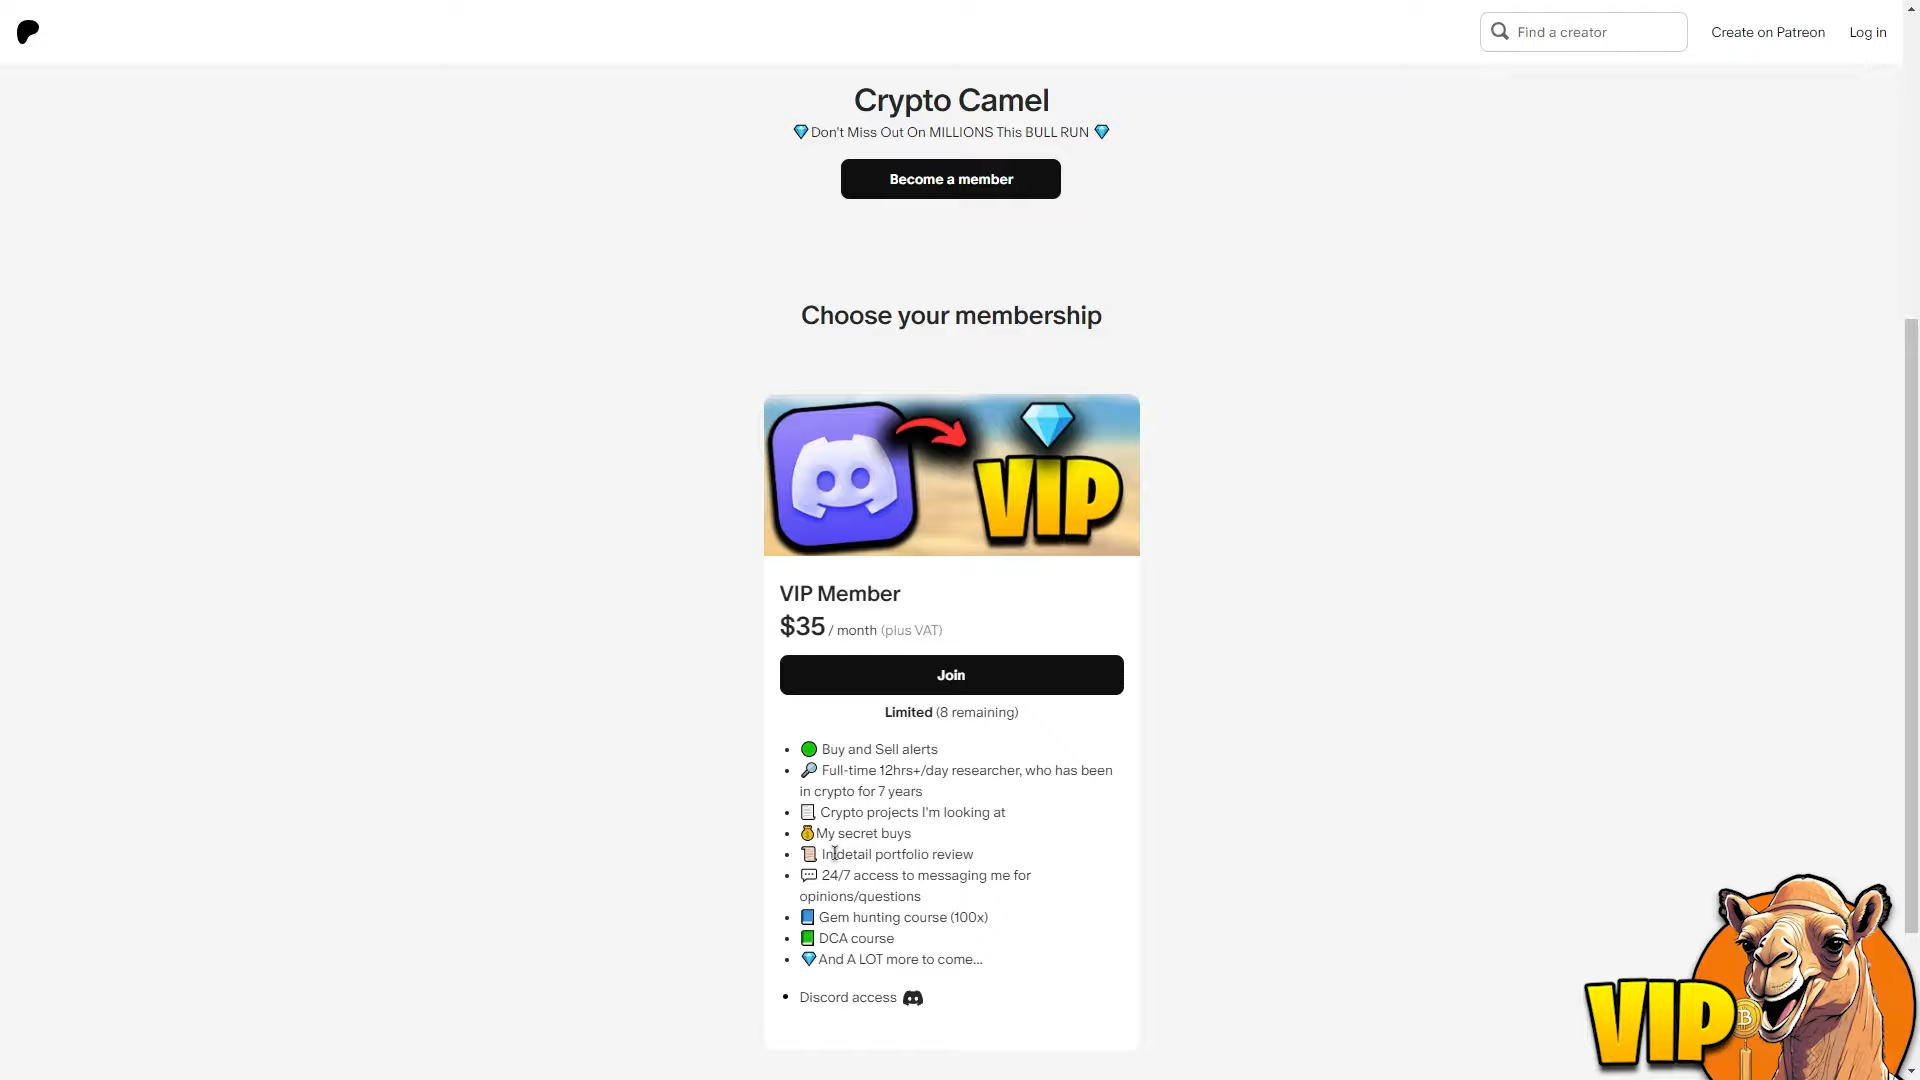 Find a creator
Create on Patreon
Log in
Crypto Camel
💎Don't Miss Out On MILLIONS This BULL RUN 💎
Become a member
Choose your membership
VIP
VIP Member
$35 / month (plus VAT)
Join
Limited (8 remaining)
• 🟢 Buy and Sell alerts
• 🔎 Full-time 12hrs+/day researcher, who has been
in crypto for 7 years
• 📃 Crypto projects I'm looking at
• 💰My secret buys
• 📜 In detail portfolio review
• 💬 24/7 access to messaging me for
opinions/questions
• 📘 Gem hunting course (100x)
• 📗 DCA course
• 💎And A LOT more to come...
• Discord access
VIP